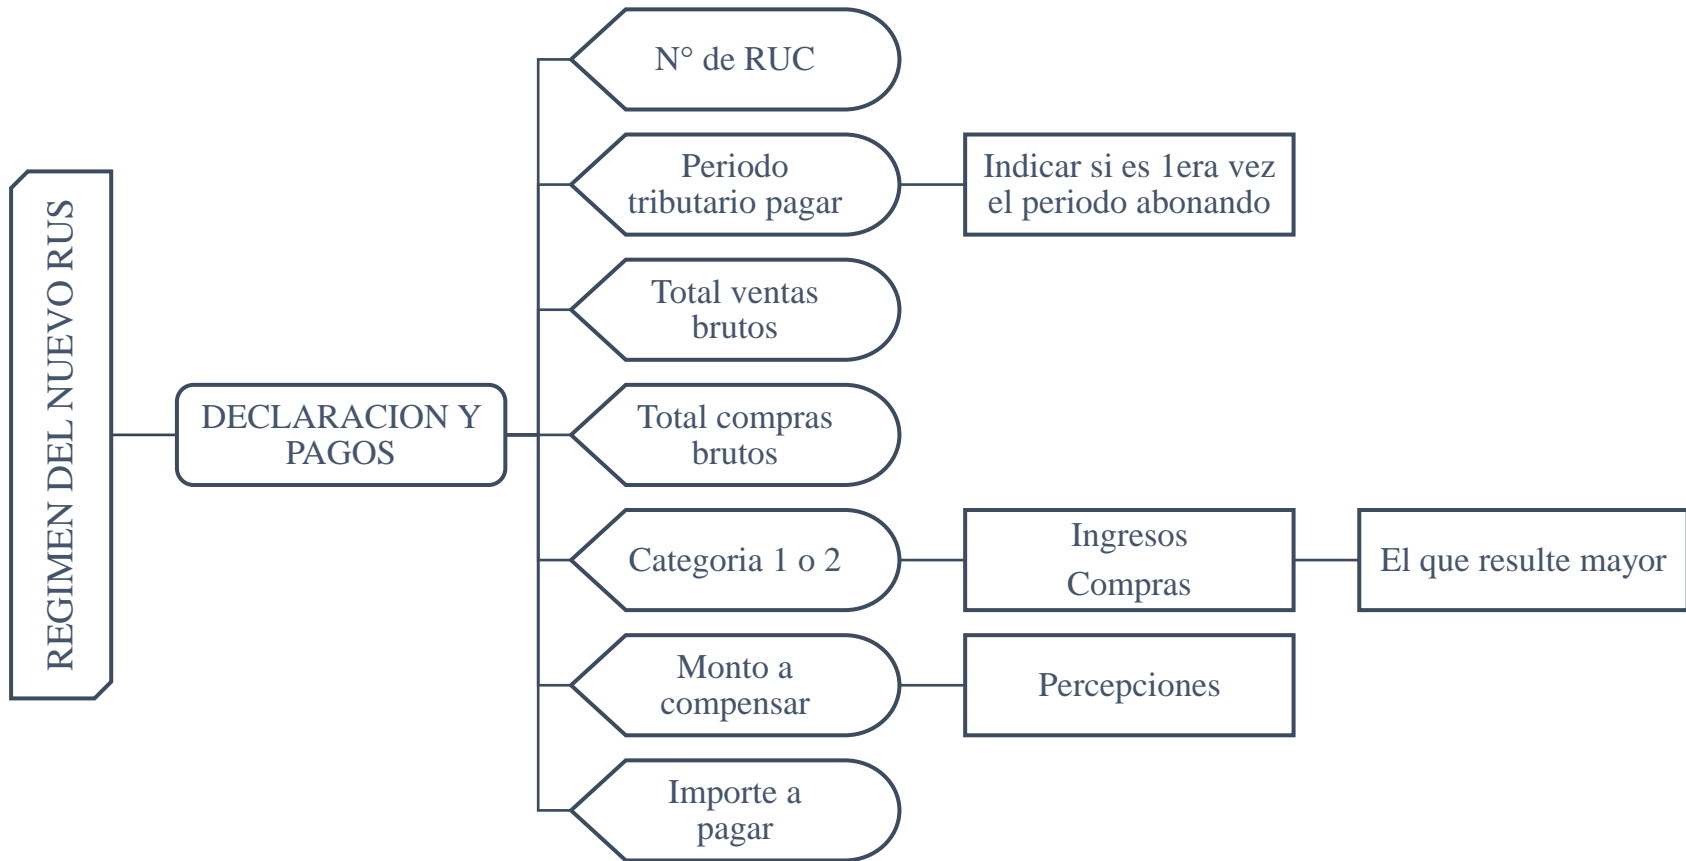 REGIMEN DEL NUEVO RUS
DECLARACION Y
PAGOS
N° de RUC
Periodo
tributario pagar
Indicar si es 1era vez
el periodo abonando
Total ventas
brutos
Total compras
brutos
Categoria 1 o 2
Ingresos
Compras
El que resulte mayor
Monto a
compensar
Percepciones
Importe a
pagar